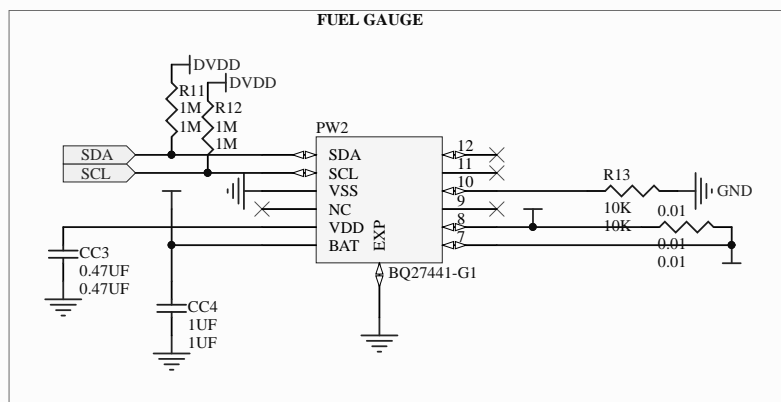 FUEL GAUGE
DVDD
DVDD
R11
1M
1M
R12
1M
1M
PW2
SDA
SCL
SDA
SCL
VSS
NC
VDD
BAT
EXP
12
11
10
9
8
7
BQ27441-G1
R13
10K
10K
GND
0.01
0.01
0.01
CC3
0.47UF
0.47UF
CC4
1UF
1UF